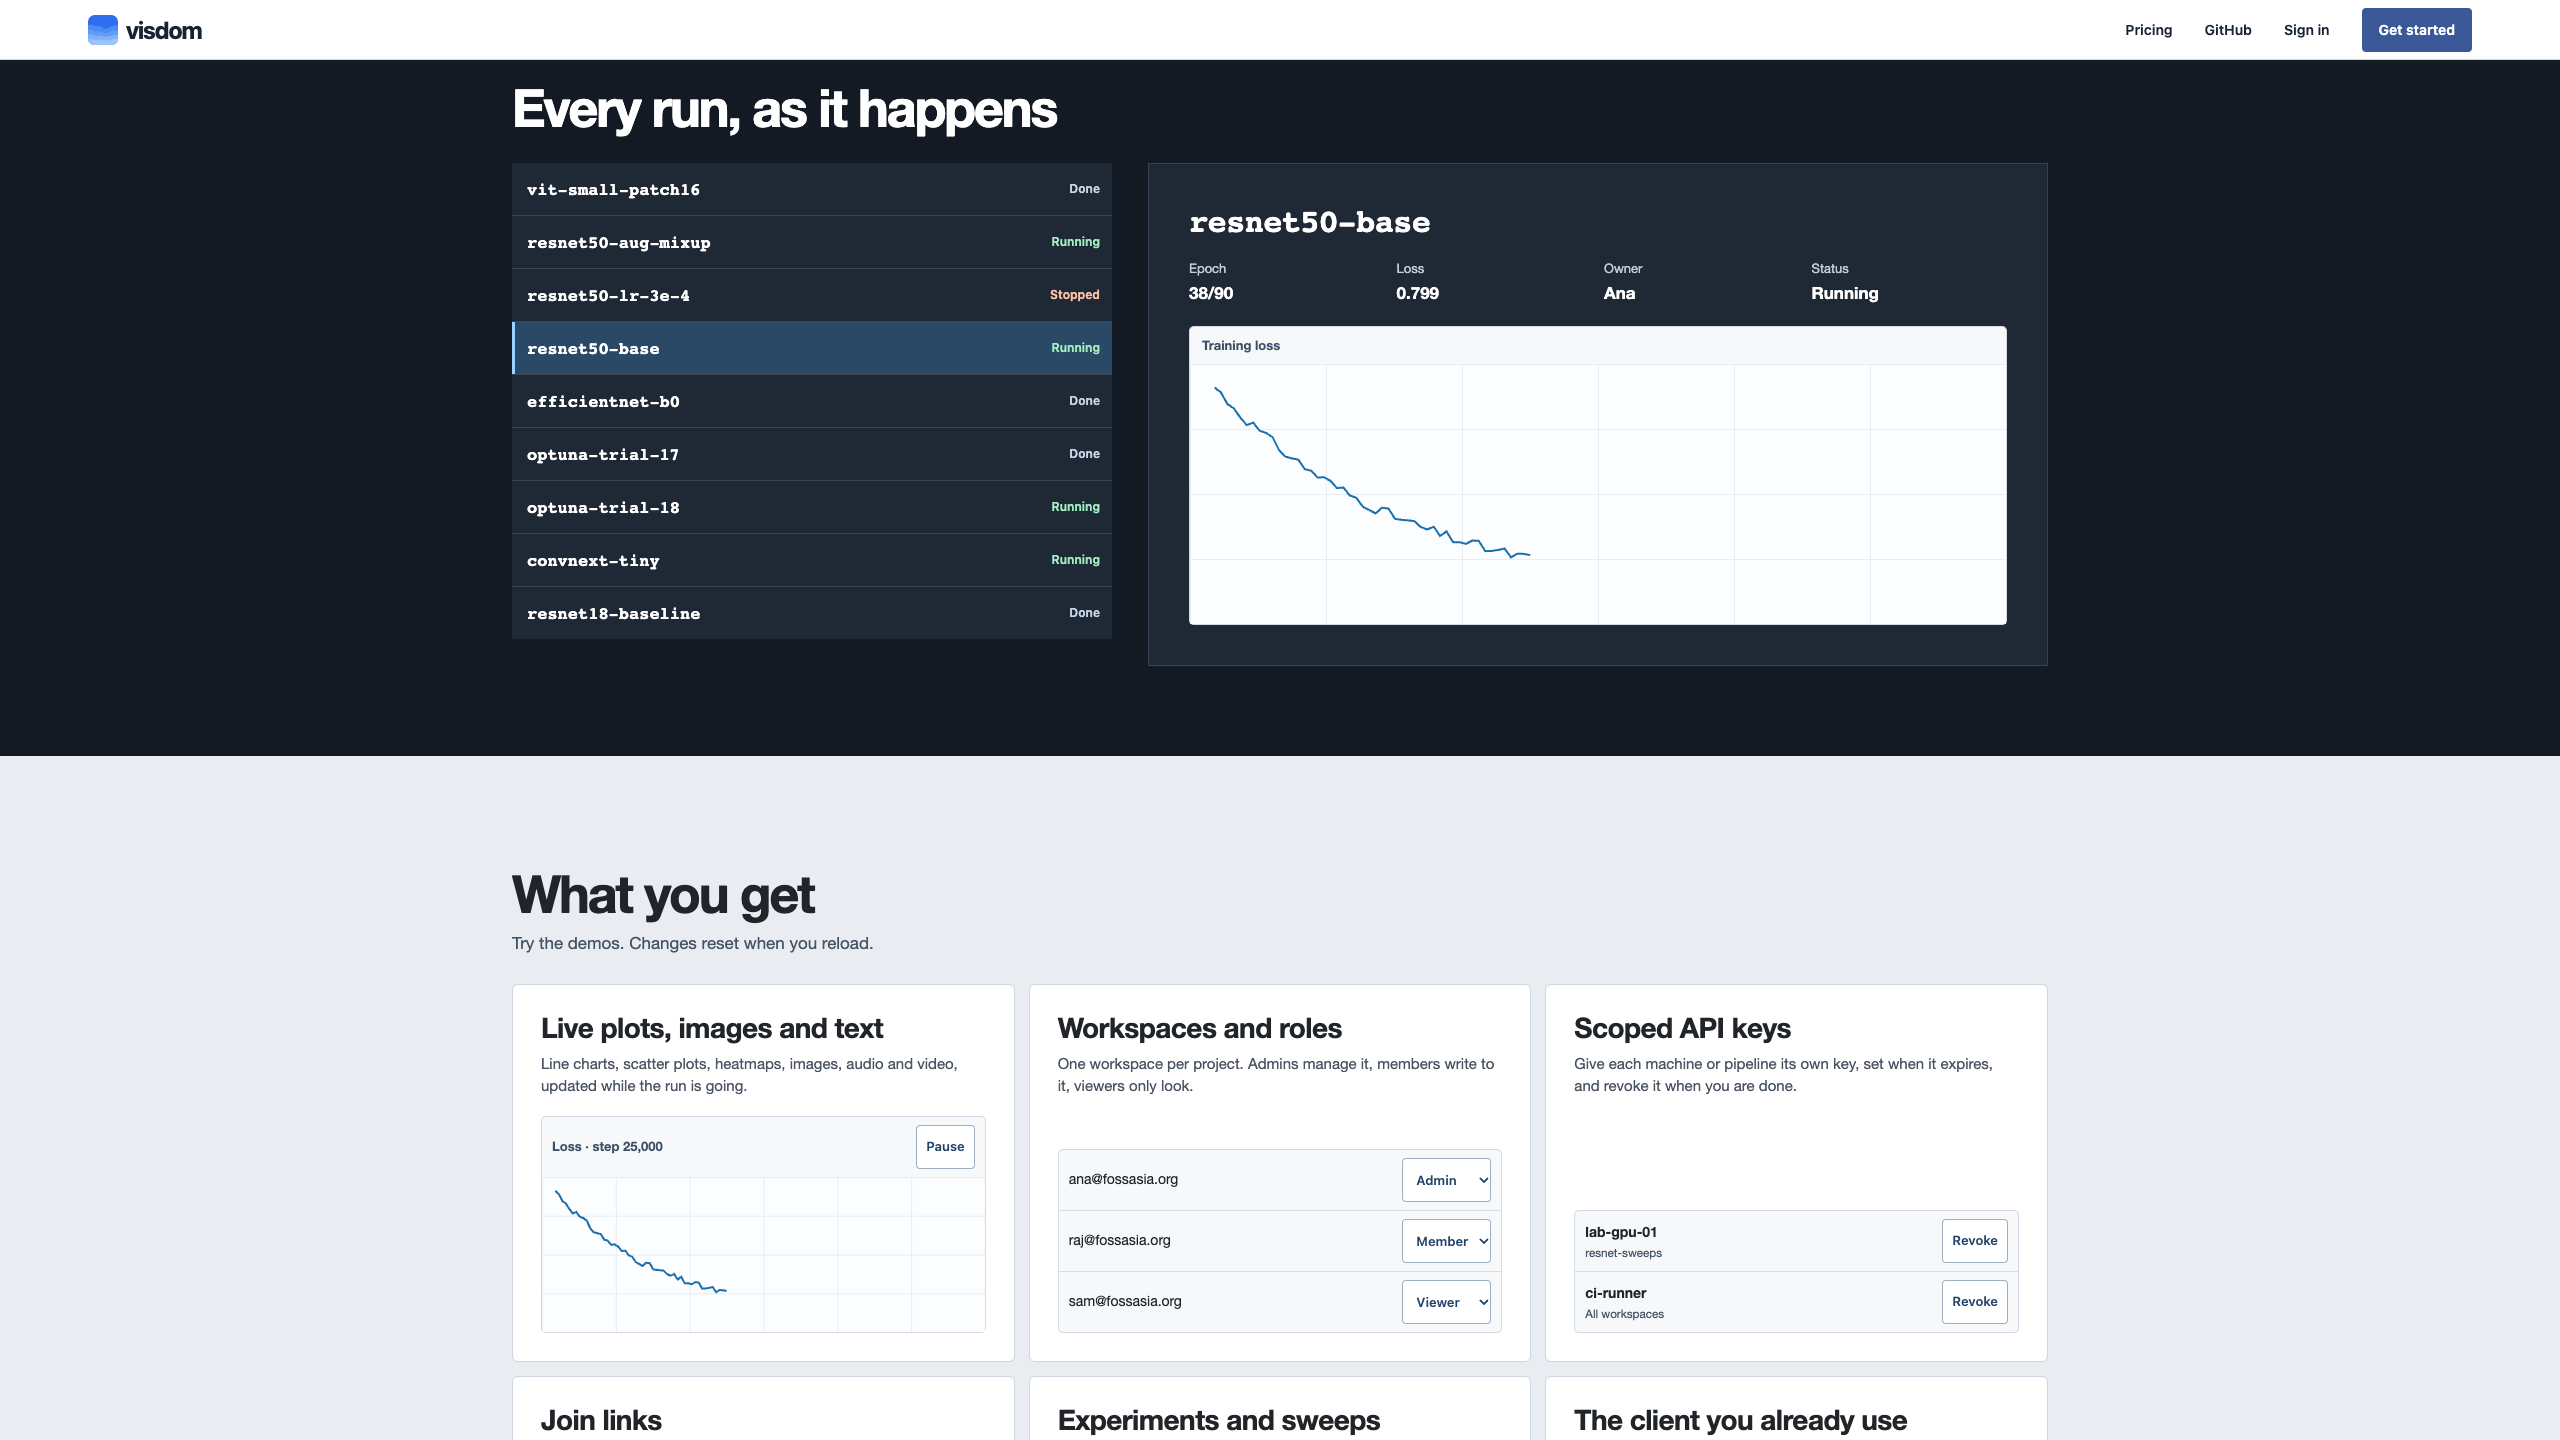 visdom
Pricing
GitHub
Sign in
Get started
Every run, as it happens
vit-small-patch16 Done
resnet50-aug-mixup Running
resnet50-lr-3e-4 Stopped
resnet50-base Running
efficientnet-b0 Done
optuna-trial-17 Done
optuna-trial-18 Running
convnext-tiny Running
resnet18-baseline Done
resnet50-base
Epoch Loss Owner Status
38/90 0.799 Ana Running
Training loss
What you get
Try the demos. Changes reset when you reload.
Live plots, images and text
Line charts, scatter plots, heatmaps, images, audio and video,
updated while the run is going.
Loss · step 25,000 Pause
Workspaces and roles
One workspace per project. Admins manage it, members write to
it, viewers only look.
ana@fossasia.org Admin
raj@fossasia.org Member
sam@fossasia.org Viewer
Scoped API keys
Give each machine or pipeline its own key, set when it expires,
and revoke it when you are done.
lab-gpu-01
resnet-sweeps
Revoke
ci-runner
All workspaces
Revoke
Join links
Experiments and sweeps
The client you already use